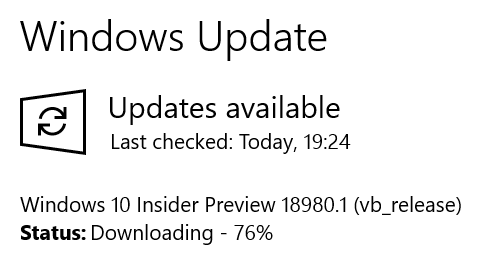 Windows Update
Updates available
Last checked: Today, 19:24
Windows 10 Insider Preview 18980.1 (vb_release)
Status: Downloading - 76%